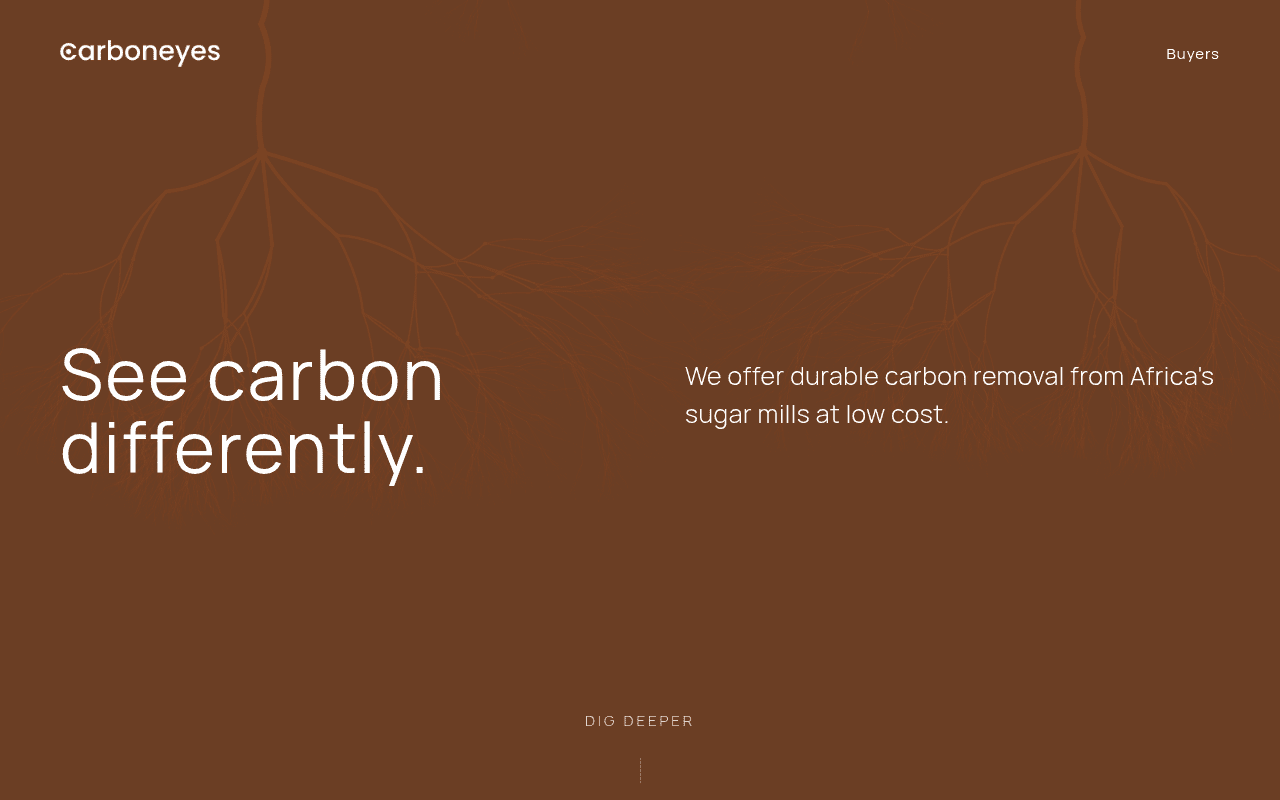 carboneyes
Buyers
See carbon
differently.
We offer durable carbon removal from Africa's
sugar mills at low cost.
DIG DEEPER